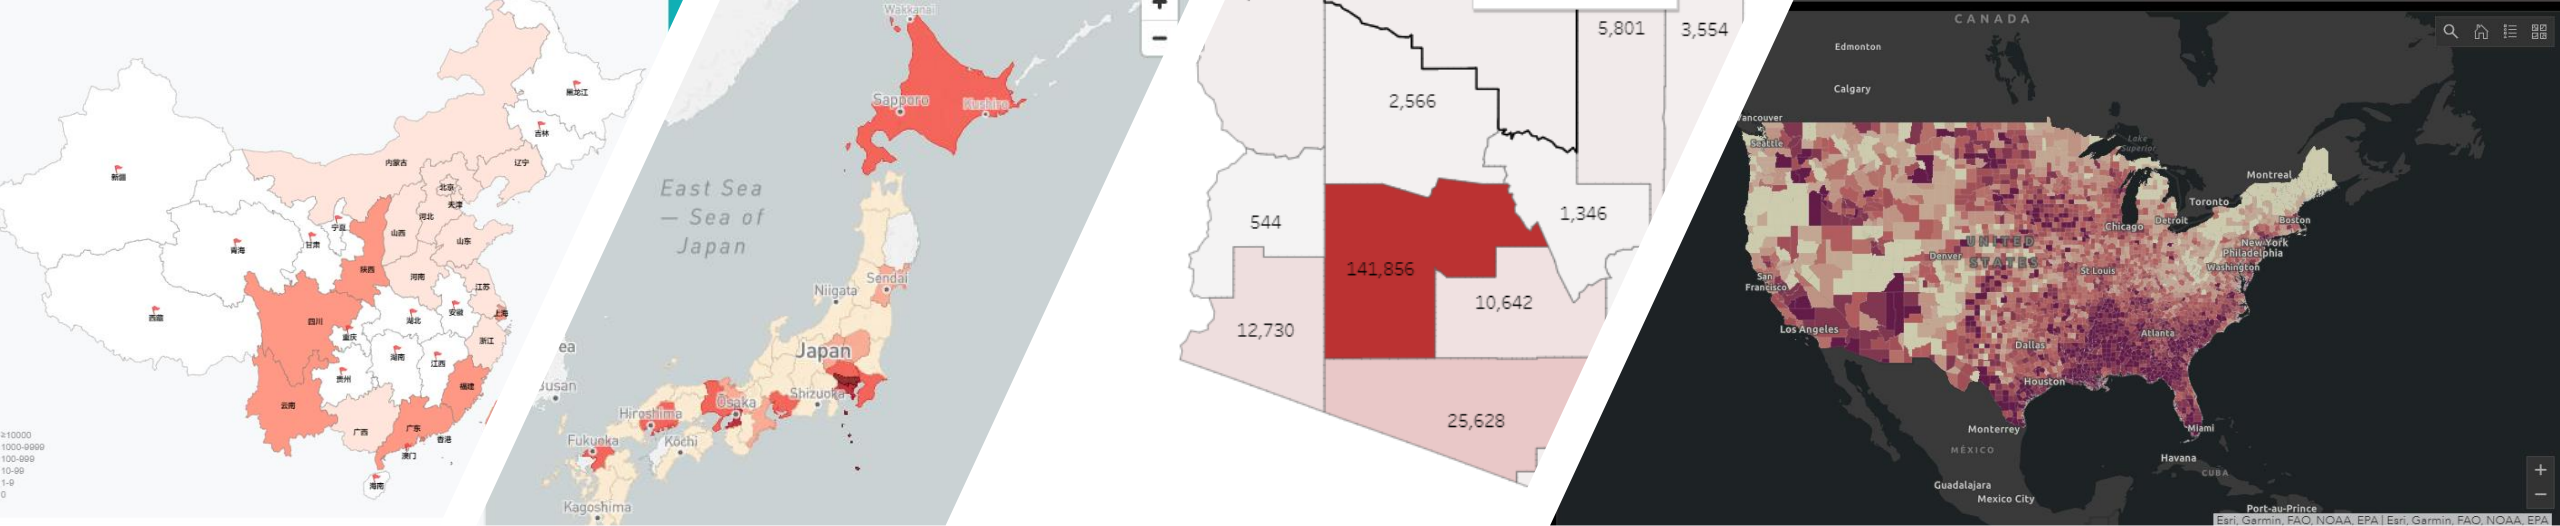 黑龙江
吉林
辽宁
内蒙古
北京
天津
河北
山西
山东
宁夏
甘肃
青海
新疆
西藏
陕西
河南
江苏
安徽
上海
湖北
四川
重庆
浙江
湖南
江西
贵州
福建
云南
广西
广东
香港
澳门
海南
≥10000
1000-9999
100-999
10-99
1-9
0
Wakkanai
Sapporo
Kushiro
East Sea
— Sea of
Japan
Sendai
Niigata
Japan
Shizuoka
Osaka
Hiroshima
Kōchi
Fukuoka
Kagoshima
ea
Busan
+
−
5,801
3,554
2,566
544
1,346
141,856
10,642
12,730
25,628
CANADA
Edmonton
Calgary
Vancouver
Seattle
Lake
Superior
Montreal
Toronto
Boston
Detroit
Chicago
New York
Philadelphia
Washington
UNITED
STATES
Denver
St Louis
San
Francisco
Los Angeles
Atlanta
Dallas
Houston
Miami
Monterrey
MÉXICO
Havana
CUBA
Guadalajara
Mexico City
Port-au-Prince
+
−
Esri, Garmin, FAO, NOAA, EPA | Esri, Garmin, FAO, NOAA, EPA